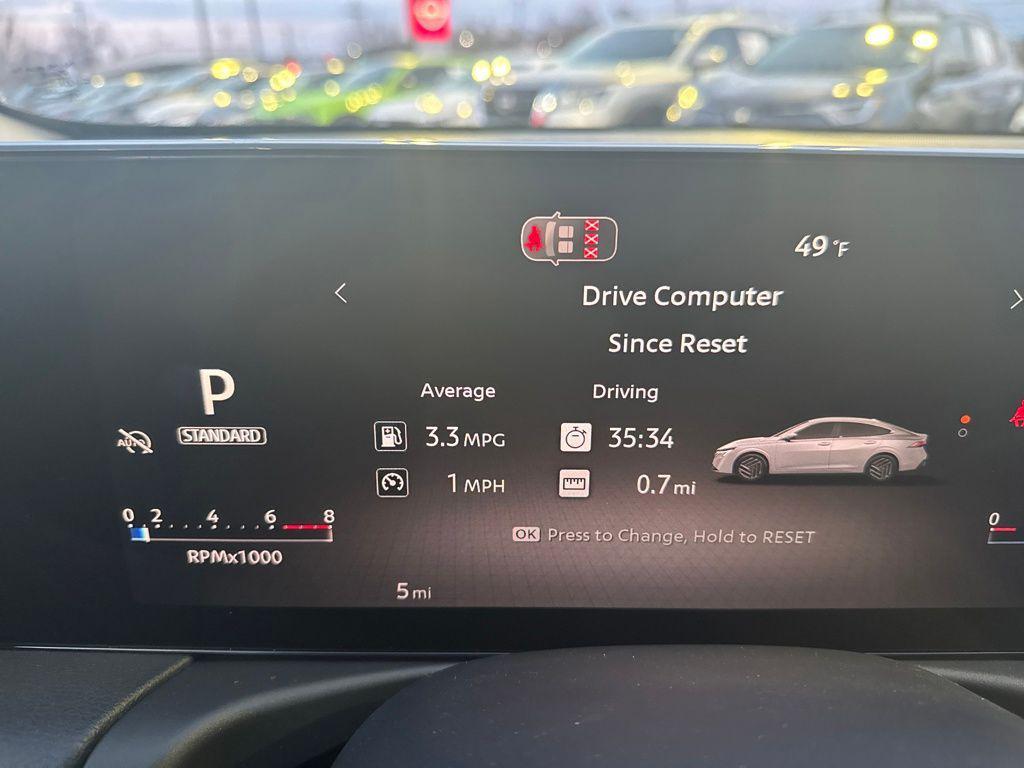 49°F
Drive Computer
Since Reset
P
STANDARD
AUTO
Average
Driving
3.3 MPG
35:34
1 MPH
0.7 mi
0 2 4 6 8
RPMx1000
0
OK Press to Change, Hold to RESET
5 mi